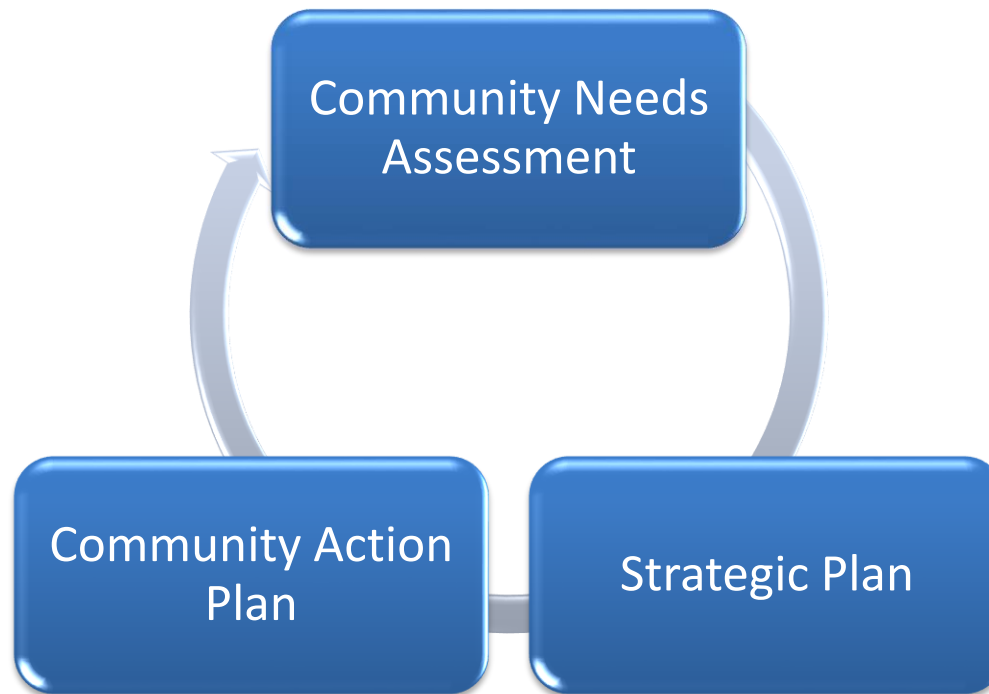 Community Needs
Assessment
Community Action
Plan
Strategic Plan